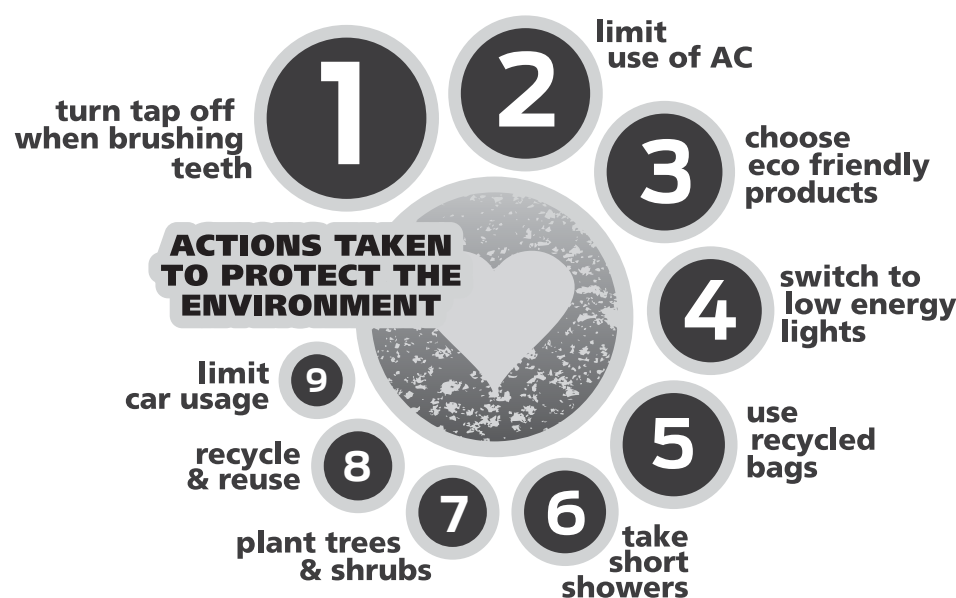 ACTIONS TAKEN
TO PROTECT THE
ENVIRONMENT
1
turn tap off
when brushing
teeth
2
limit
use of AC
3
choose
eco friendly
products
4
switch to
low energy
lights
5
use
recycled
bags
6
take
short
showers
7
plant trees
& shrubs
8
recycle
& reuse
9
limit
car usage